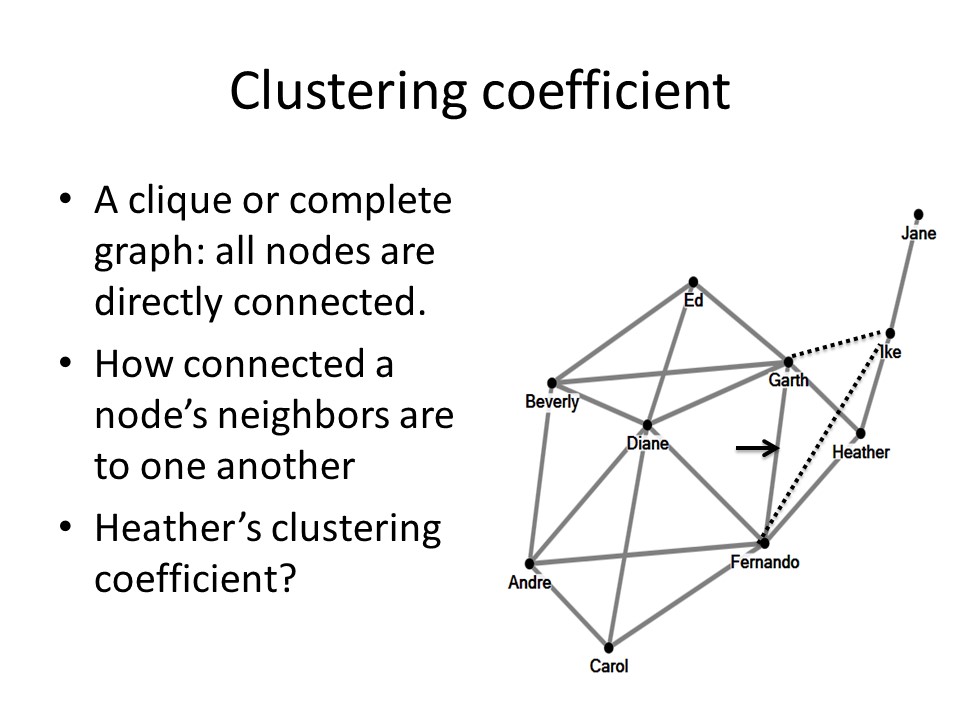 Clustering coefficient
• A clique or complete
graph: all nodes are
directly connected.
• How connected a
node’s neighbors are
to one another
• Heather’s clustering
coefficient?
Jane
Ed
Ike
Garth
Beverly
Diane
Heather
Fernando
Andre
Carol